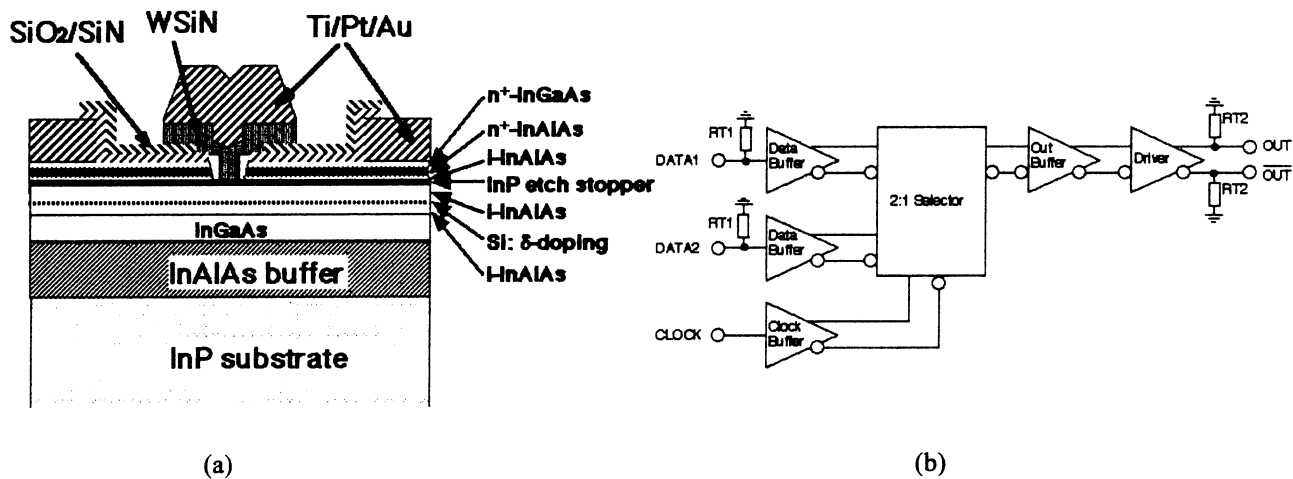 SiO2/SiN
WSiN
Ti/Pt/Au
n+-InGaAs
n+-InAlAs
i-InAlAs
InP etch stopper
i-InAlAs
Si: δ-doping
i-InAlAs
InGaAs
InAlAs buffer
InP substrate
(a)
RT1
DATA1
Data
Buffer
RT1
DATA2
Data
Buffer
CLOCK
Clock
Buffer
2:1 Selector
Out
Buffer
Driver
RT2
OUT
OUT
RT2
(b)